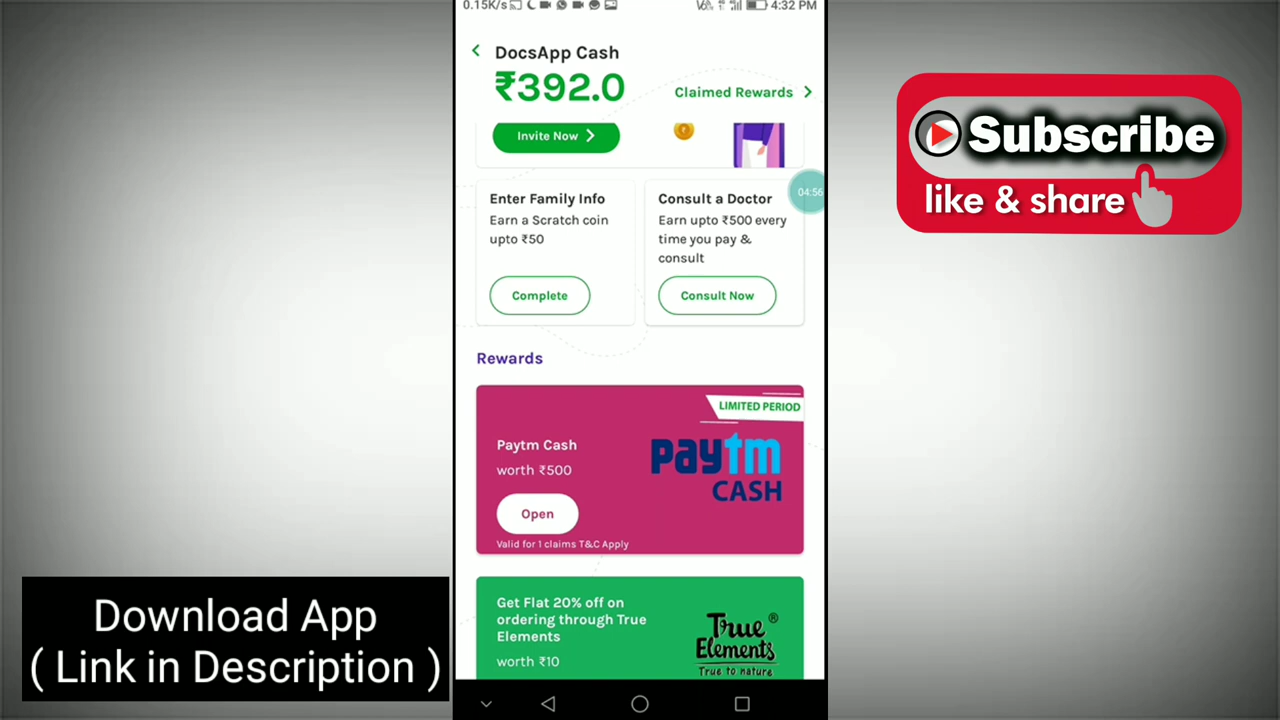 0.15K/s
4:32 PM
DocsApp Cash
₹392.0
Claimed Rewards
Invite Now
04:56
Enter Family Info
Earn a Scratch coin
upto ₹50
Complete
Consult a Doctor
Earn upto ₹500 every
time you pay &
consult
Consult Now
Rewards
LIMITED PERIOD
Paytm Cash
worth ₹500
Open
Valid for 1 claims T&C Apply
paytm
CASH
Get Flat 20% off on
ordering through True
Elements
worth ₹10
True ®
Elements
True to nature
Subscribe
like & share
Download App
( Link in Description )